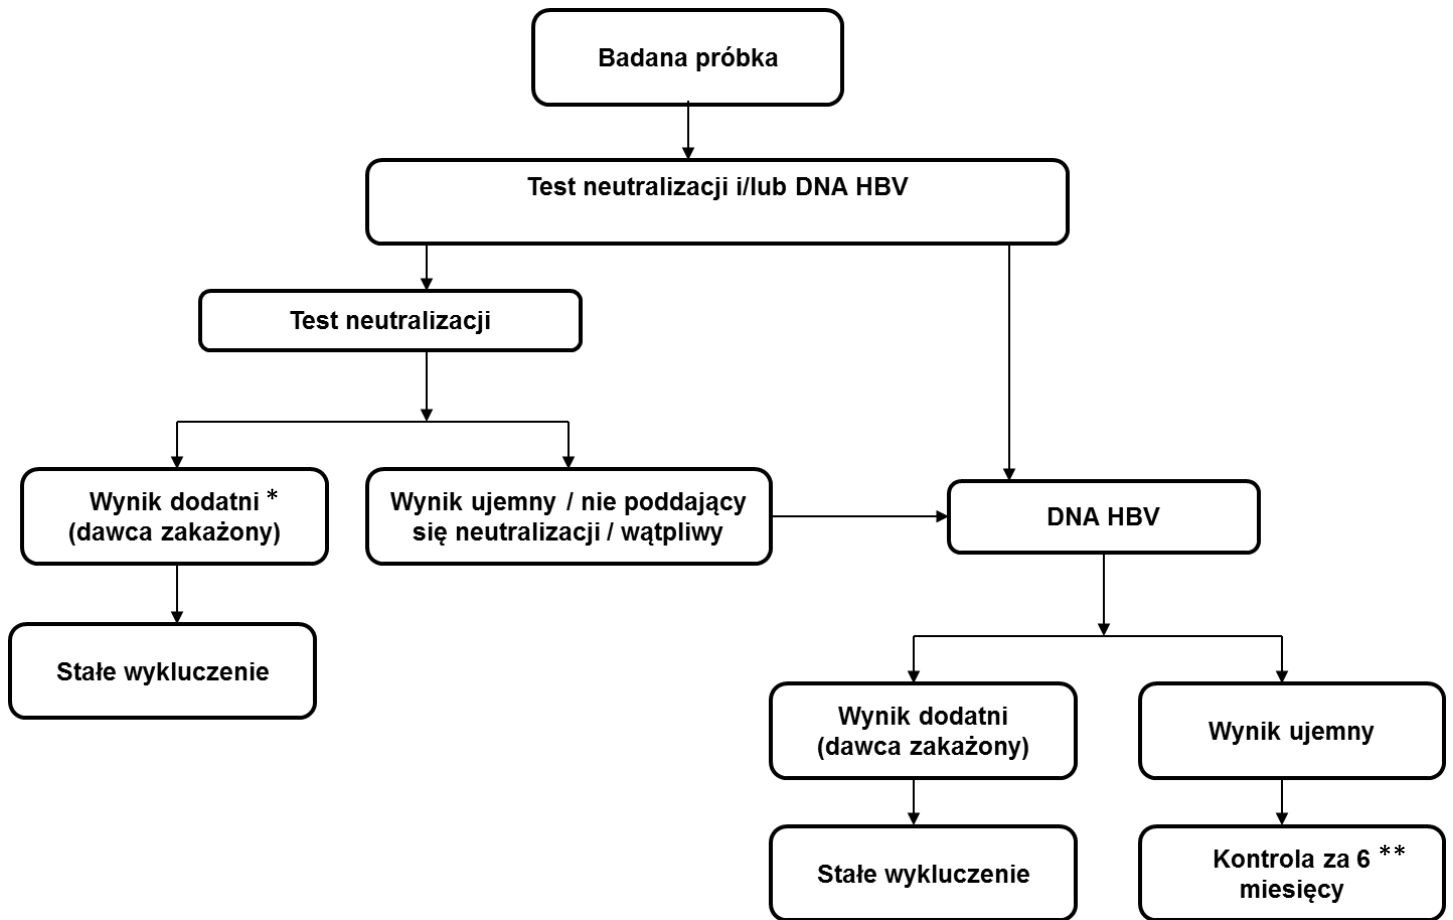 Badana próbka
Test neutralizacji i/lub DNA HBV
Test neutralizacji
Wynik dodatni *
(dawca zakażony)
Wynik ujemny / nie poddający
się neutralizacji / wątpliwy
DNA HBV
Stałe wykluczenie
Wynik dodatni
(dawca zakażony)
Wynik ujemny
Stałe wykluczenie
Kontrola za 6 **
miesięcy